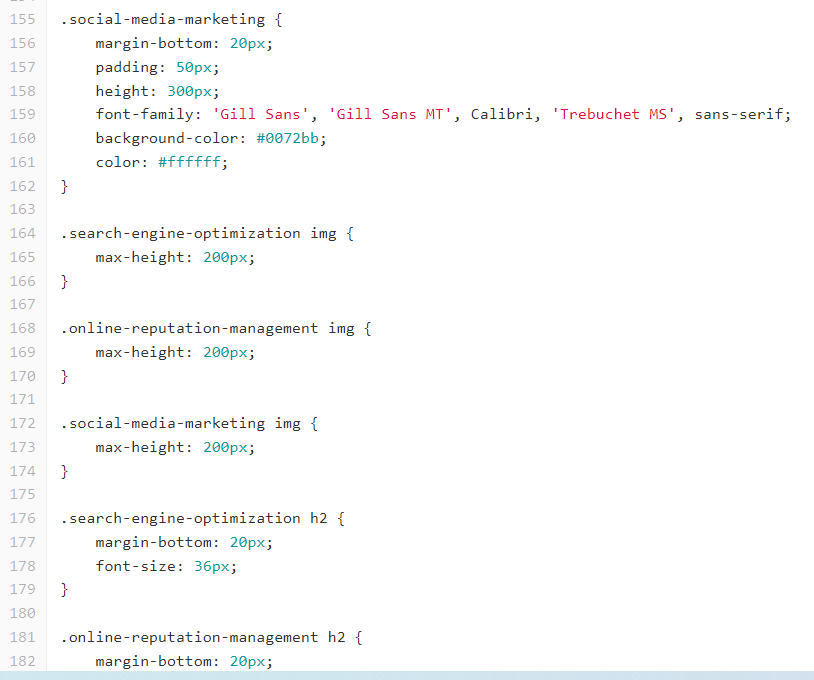 155 .social-media-marketing {
156     margin-bottom: 20px;
157     padding: 50px;
158     height: 300px;
159     font-family: 'Gill Sans', 'Gill Sans MT', Calibri, 'Trebuchet MS', sans-serif;
160     background-color: #0072bb;
161     color: #ffffff;
162 }
163
164 .search-engine-optimization img {
165     max-height: 200px;
166 }
167
168 .online-reputation-management img {
169     max-height: 200px;
170 }
171
172 .social-media-marketing img {
173     max-height: 200px;
174 }
175
176 .search-engine-optimization h2 {
177     margin-bottom: 20px;
178     font-size: 36px;
179 }
180
181 .online-reputation-management h2 {
182     margin-bottom: 20px;